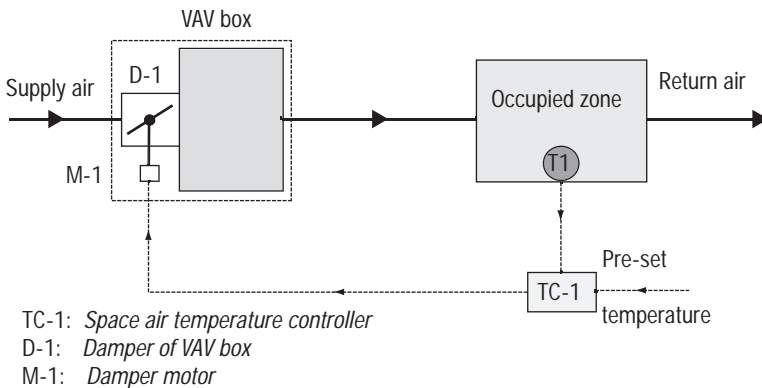 VAV box
D-1
Supply air
M-1
Occupied zone
Return air
T1
TC-1
Pre-set
temperature
TC-1: Space air temperature controller
D-1: Damper of VAV box
M-1: Damper motor